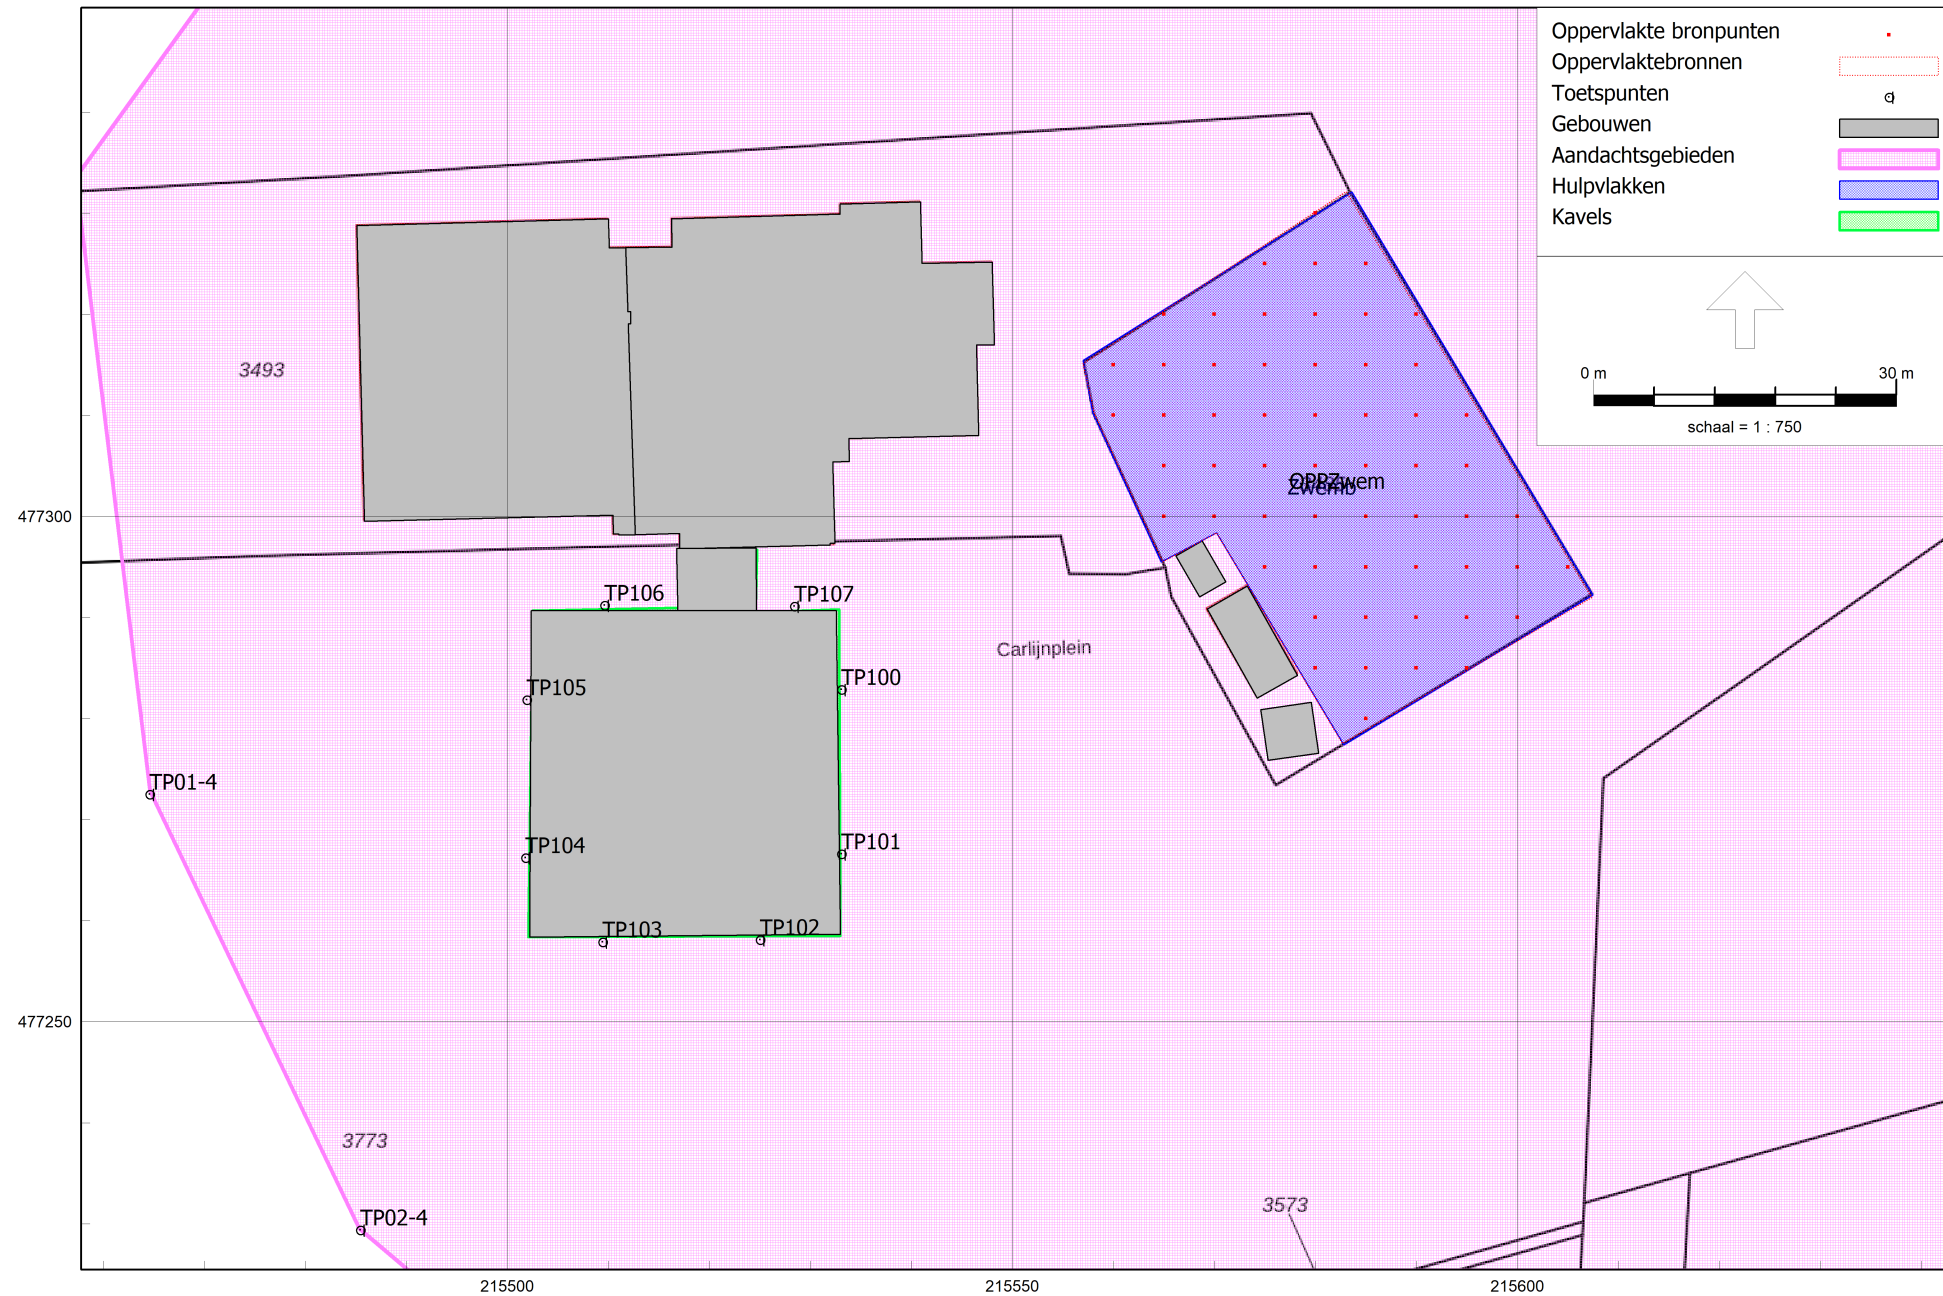 Oppervlakte bronpunten
Oppervlaktebronnen
Toetspunten
Gebouwen
Aandachtsgebieden
Hulpvlakken
Kavels
0 m 30 m
schaal = 1 : 750
3493
Zwemb
477300
TP106
TP107
Carlijnplein
TP105
TP100
TP01-4
TP104
TP101
TP103
TP102
477250
3773
3573
TP02-4
215500
215550
215600